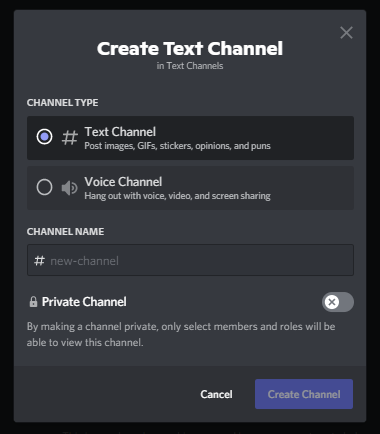 Create Text Channel
in Text Channels
CHANNEL TYPE
Text Channel
Post images, GIFs, stickers, opinions, and puns
Voice Channel
Hang out with voice, video, and screen sharing
CHANNEL NAME
# new-channel
Private Channel
By making a channel private, only select members and roles will be
able to view this channel.
Cancel
Create Channel